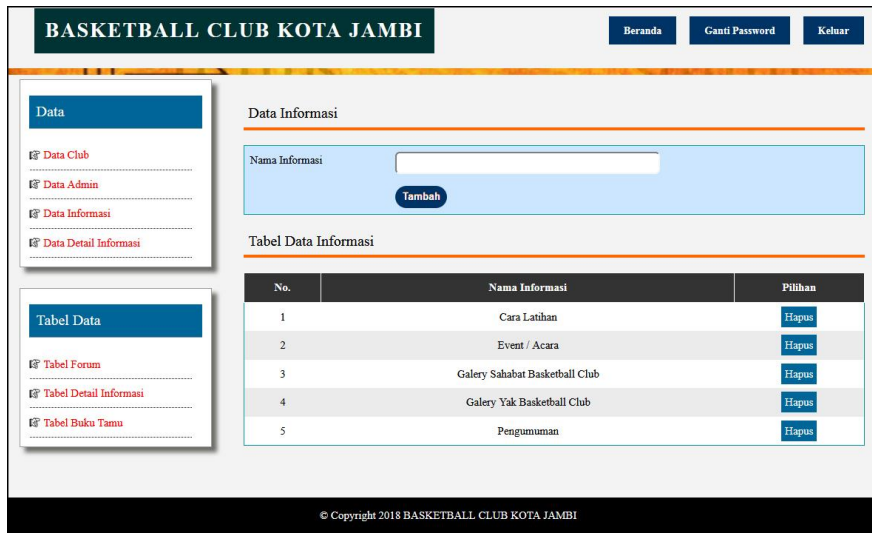 BASKETBALL CLUB KOTA JAMBI
Beranda
Ganti Password
Keluar
Data
Data Club
Data Admin
Data Informasi
Data Detail Informasi
Tabel Data
Tabel Forum
Tabel Detail Informasi
Tabel Buku Tamu
Data Informasi
Nama Informasi
Tambah
Tabel Data Informasi
No. Nama Informasi Pilihan
1 Cara Latihan Hapus
2 Event / Acara Hapus
3 Galery Sahabat Basketball Club Hapus
4 Galery Yak Basketball Club Hapus
5 Pengumuman Hapus
© Copyright 2018 BASKETBALL CLUB KOTA JAMBI